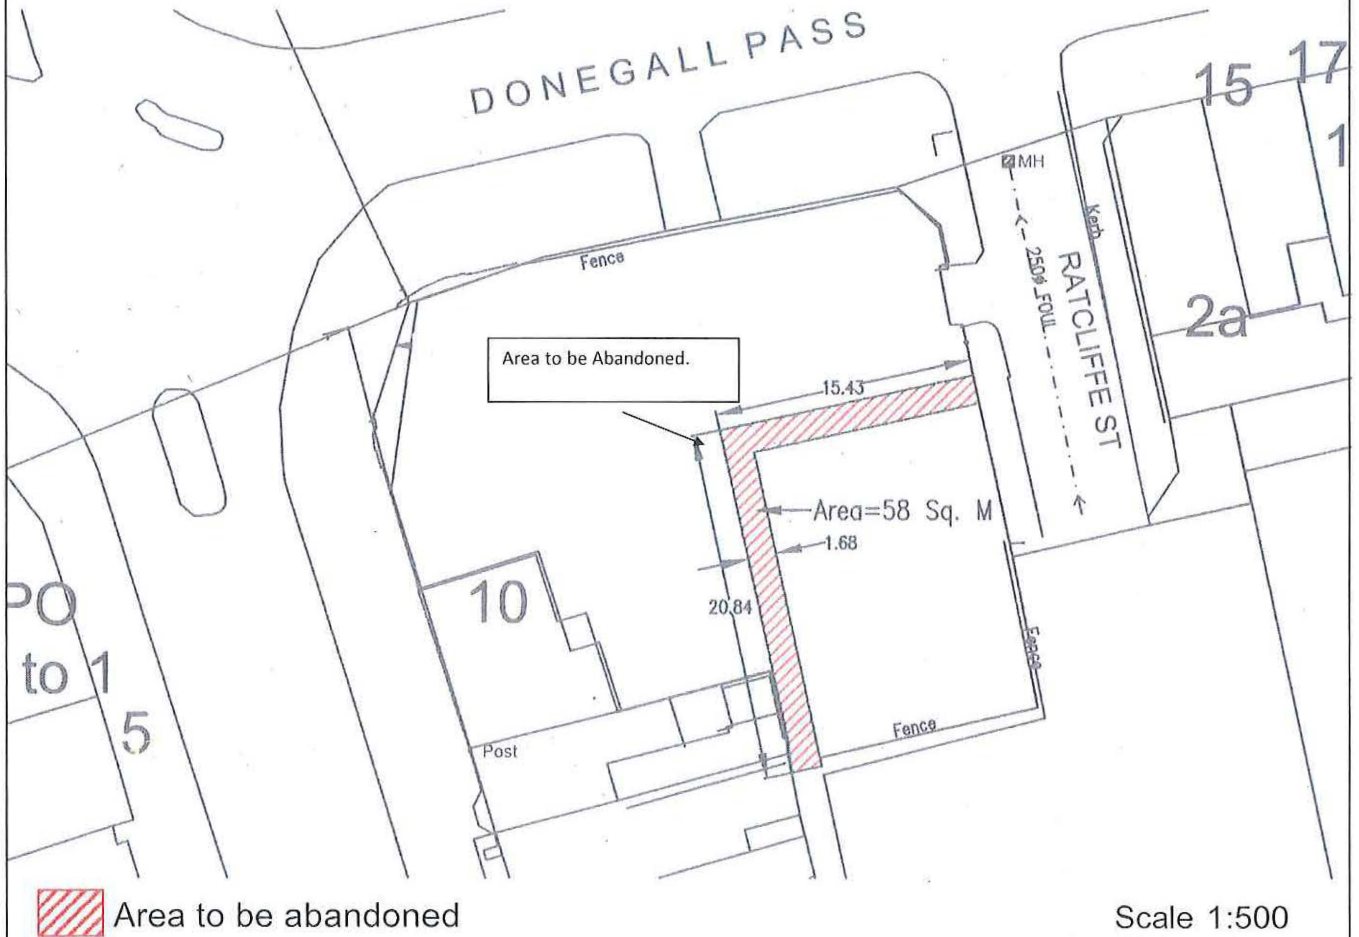 DONEGALL PASS
15
17
1
MH
Kerb
250ø FOUL
RATCLIFFE ST
2a
Fence
Area to be Abandoned.
15.43
Area=58 Sq. M
1.68
20.84
10
PO
to 1
5
Post
Fence
Fence
Area to be abandoned
Scale 1:500